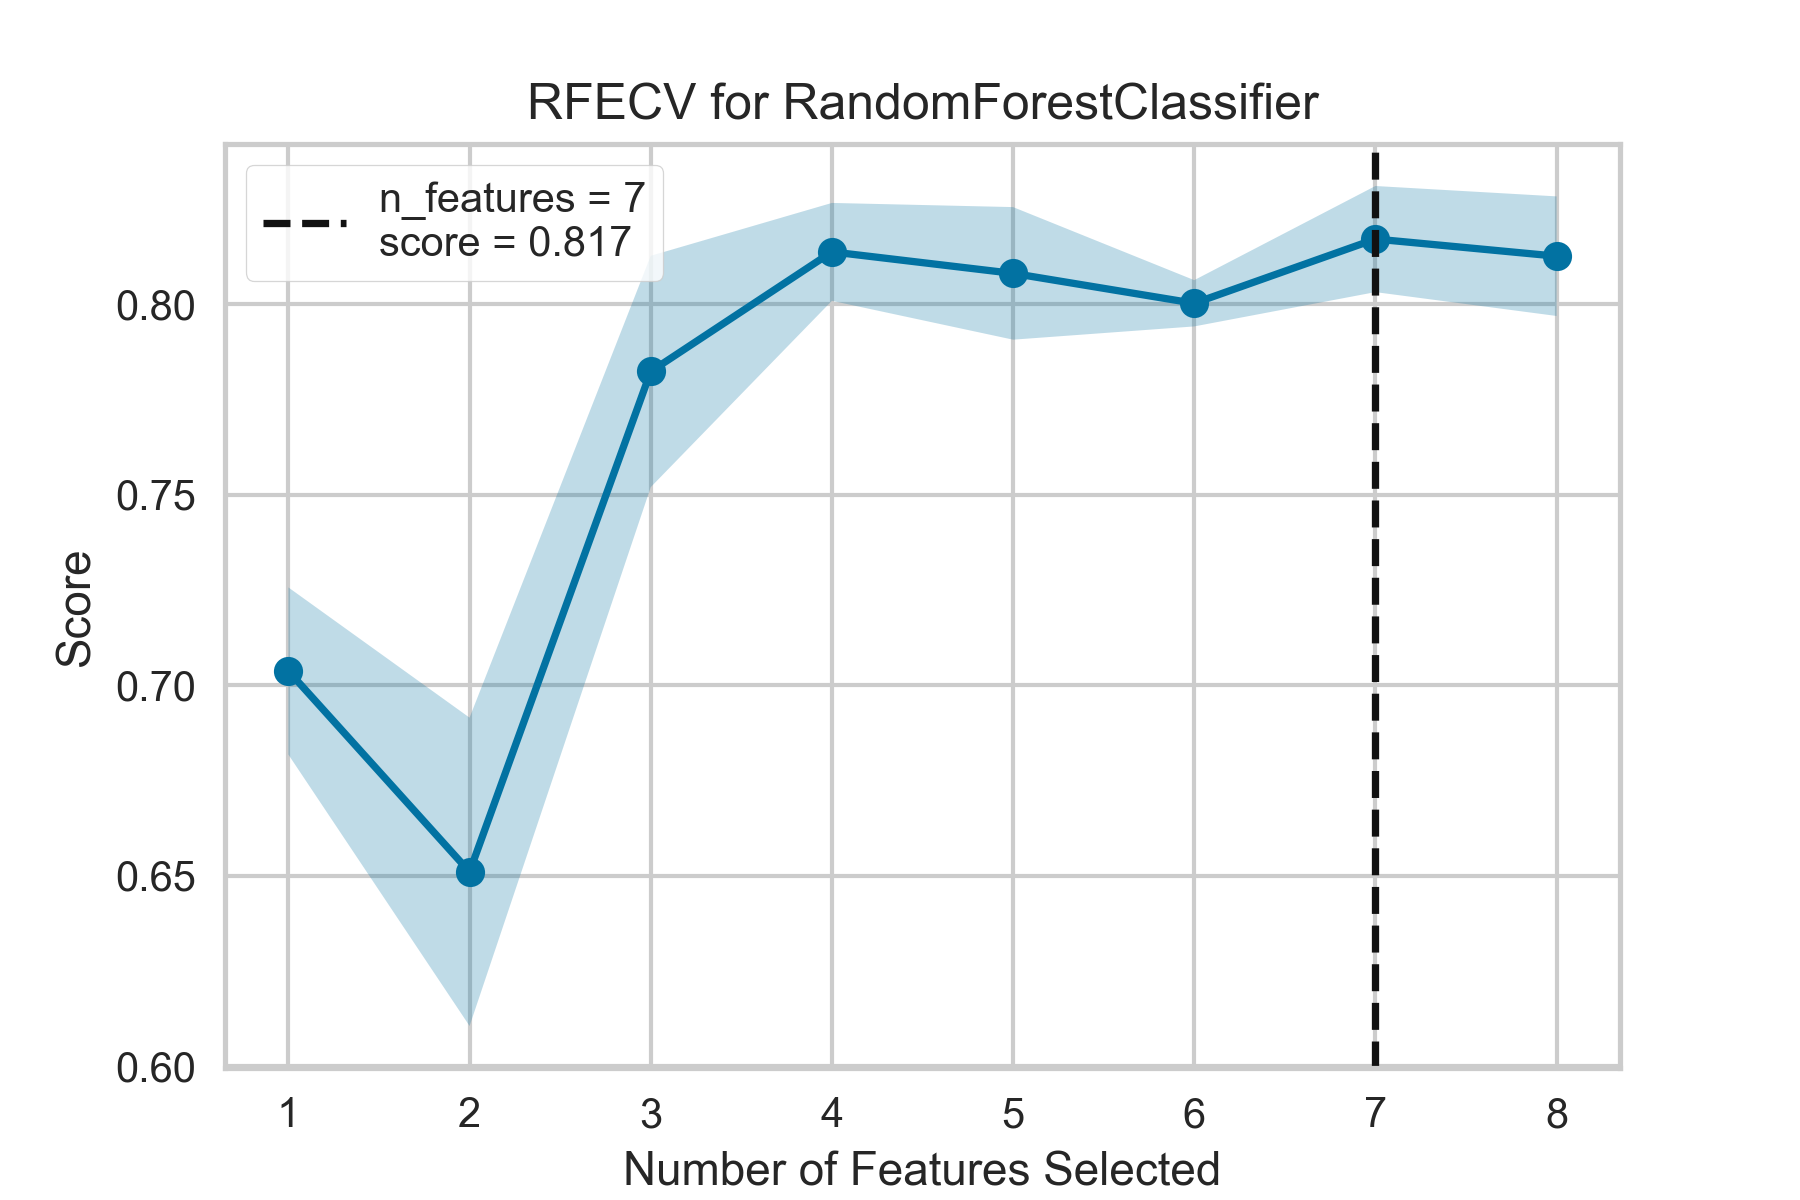 RFECV for RandomForestClassifier
n_features = 7
score = 0.817
0.80
0.75
0.70
0.65
0.60
Score
1 2 3 4 5 6 7 8
Number of Features Selected